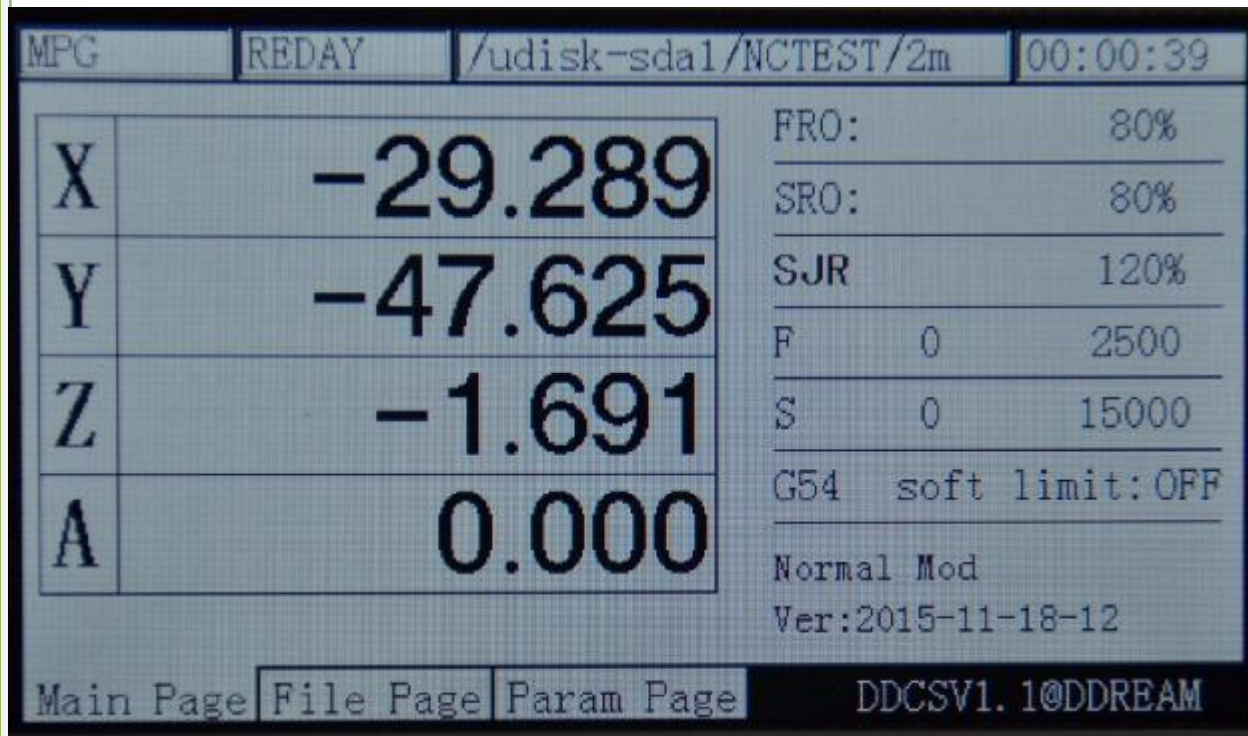 MPG REDAY /udisk-sda1/NCTEST/2m 00:00:39
X -29.289
Y -47.625
Z -1.691
A 0.000
FRO: 80%
SRO: 80%
SJR 120%
F 0 2500
S 0 15000
G54 soft limit:OFF
Normal Mod
Ver:2015-11-18-12
Main Page File Page Param Page DDCSV1.1@DDREAM